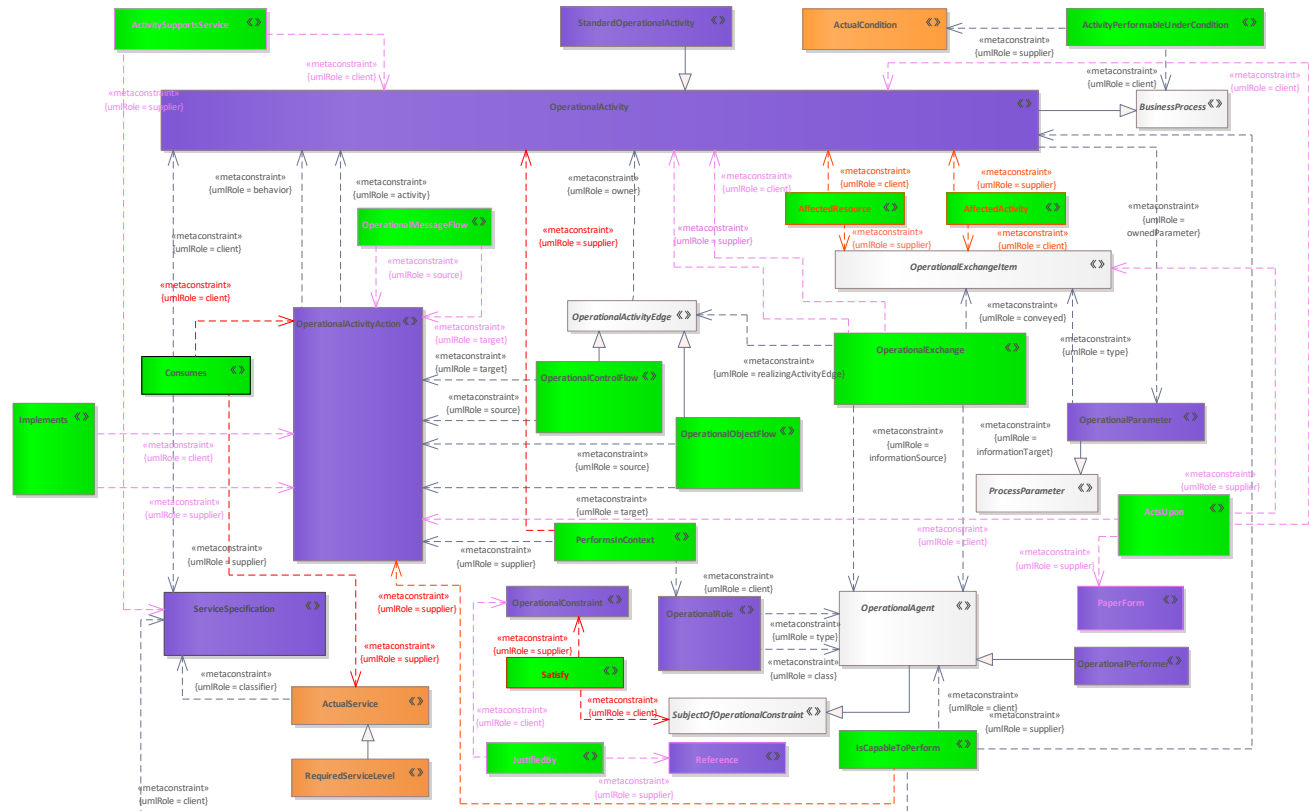 ActivitySupportsService
StandardOperationalActivity
ActualCondition
ActivityPerformableUnderCondition
«metaconstraint»
{umlRole = supplier}
«metaconstraint»
{umlRole = client}
«metaconstraint»
{umlRole = supplier}
«metaconstraint»
{umlRole = client}
«metaconstraint»
{umlRole = client}
OperationalActivity
BusinessProcess
«metaconstraint»
{umlRole = behavior}
«metaconstraint»
{umlRole = activity}
«metaconstraint»
{umlRole = owner}
«metaconstraint»
{umlRole = client}
«metaconstraint»
{umlRole = client}
«metaconstraint»
{umlRole = supplier}
AffectedResource
AffectedActivity
«metaconstraint»
{umlRole =
ownedParameter}
OperationalMessageFlow
«metaconstraint»
{umlRole = client}
«metaconstraint»
{umlRole = supplier}
«metaconstraint»
{umlRole = supplier}
«metaconstraint»
{umlRole = supplier}
«metaconstraint»
{umlRole = client}
«metaconstraint»
{umlRole = source}
OperationalExchangeItem
«metaconstraint»
{umlRole = client}
OperationalActivityAction
OperationalActivityEdge
«metaconstraint»
{umlRole = conveyed}
«metaconstraint»
{umlRole = target}
OperationalExchange
«metaconstraint»
{umlRole = type}
Consumes
«metaconstraint»
{umlRole = target}
OperationalControlFlow
«metaconstraint»
{umlRole = realizingActivityEdge}
Implements
«metaconstraint»
{umlRole = source}
OperationalObjectFlow
OperationalParameter
«metaconstraint»
{umlRole = client}
«metaconstraint»
{umlRole = source}
«metaconstraint»
{umlRole =
informationSource}
«metaconstraint»
{umlRole =
informationTarget}
«metaconstraint»
{umlRole = supplier}
ProcessParameter
«metaconstraint»
{umlRole = supplier}
«metaconstraint»
{umlRole = target}
ActsUpon
PerformsInContext
«metaconstraint»
{umlRole = supplier}
«metaconstraint»
{umlRole = supplier}
«metaconstraint»
{umlRole = client}
«metaconstraint»
{umlRole = supplier}
«metaconstraint»
{umlRole = client}
ServiceSpecification
OperationalConstraint
OperationalRole
OperationalAgent
PaperForm
«metaconstraint»
{umlRole = supplier}
«metaconstraint»
{umlRole = type}
«metaconstraint»
{umlRole = supplier}
«metaconstraint»
{umlRole = supplier}
Satisfy
«metaconstraint»
{umlRole = class}
OperationalPerformer
«metaconstraint»
{umlRole = classifier}
ActualService
«metaconstraint»
{umlRole = client}
«metaconstraint»
{umlRole = client}
SubjectOfOperationalConstraint
«metaconstraint»
{umlRole = client}
«metaconstraint»
{umlRole = supplier}
IsCapableToPerform
JustifiedBy
Reference
RequiredServiceLevel
«metaconstraint»
{umlRole = supplier}
«metaconstraint»
{umlRole = client}